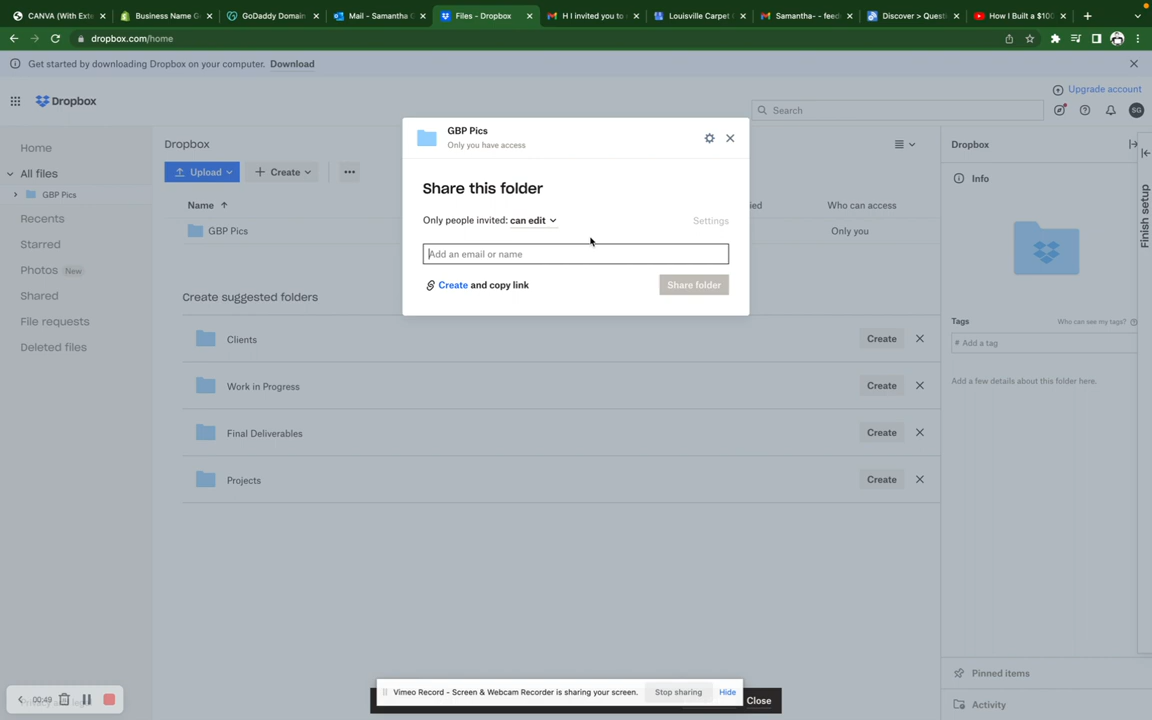 CANVA (With Exte
Business Name G
GoDaddy Domain
Mail - Samantha G
Files - Dropbox
H I invited you to
Louisville Carpet
Samantha- - feed
Discover > Questi
How I Built a $100
dropbox.com/home
Get started by downloading Dropbox on your computer. Download
Upgrade account
Dropbox
Search
SG
Home
All files
GBP Pics
Recents
Starred
Photos New
Shared
File requests
Deleted files
Dropbox
Upload
Create
Name
Who can access
GBP Pics
Only you
Create suggested folders
Clients
Create
Work in Progress
Create
Final Deliverables
Create
Projects
Create
GBP Pics
Only you have access
Share this folder
Only people invited: can edit
Settings
Add an email or name
Create and copy link
Share folder
Dropbox
Info
Finish setup
Tags
Who can see my tags?
# Add a tag
Add a few details about this folder here.
Pinned items
Activity
00:49
Vimeo Record - Screen & Webcam Recorder is sharing your screen.
Stop sharing
Hide
Close